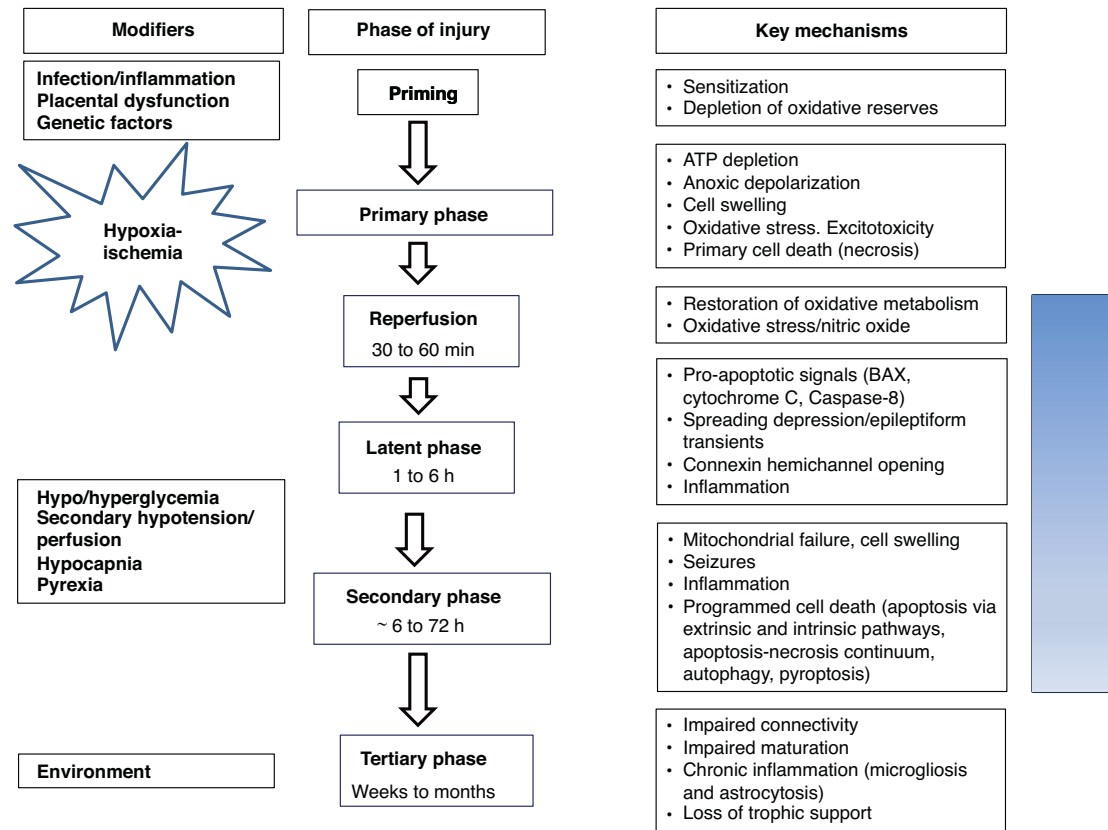 Modifiers
Phase of injury
Key mechanisms
Infection/inflammation
Placental dysfunction
Genetic factors
Priming
• Sensitization
• Depletion of oxidative reserves
Hypoxia-
ischemia
Primary phase
• ATP depletion
• Anoxic depolarization
• Cell swelling
• Oxidative stress. Excitotoxicity
• Primary cell death (necrosis)
Reperfusion
30 to 60 min
• Restoration of oxidative metabolism
• Oxidative stress/nitric oxide
Latent phase
1 to 6 h
• Pro-apoptotic signals (BAX,
cytochrome C, Caspase-8)
• Spreading depression/epileptiform
transients
• Connexin hemichannel opening
• Inflammation
Hypo/hyperglycemia
Secondary hypotension/
perfusion
Hypocapnia
Pyrexia
Secondary phase
~ 6 to 72 h
• Mitochondrial failure, cell swelling
• Seizures
• Inflammation
• Programmed cell death (apoptosis via
extrinsic and intrinsic pathways,
apoptosis-necrosis continuum,
autophagy, pyroptosis)
Environment
Tertiary phase
Weeks to months
• Impaired connectivity
• Impaired maturation
• Chronic inflammation (microgliosis
and astrocytosis)
• Loss of trophic support